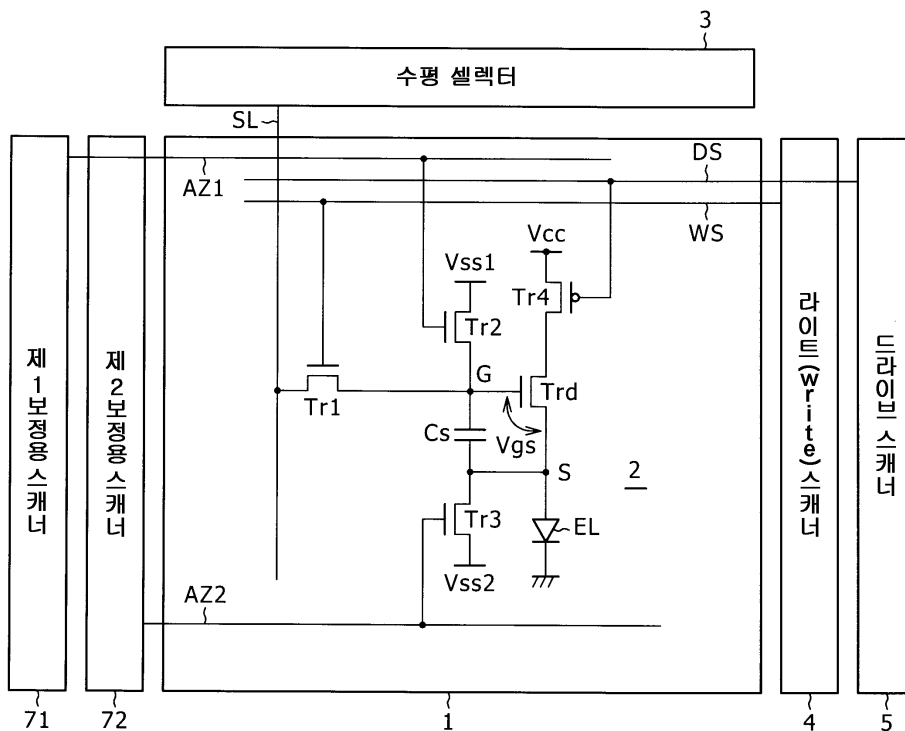 3
수평 셀렉터
SL
AZ1
DS
WS
Vcc
Vss1
Tr4
Tr2
G
Trd
Tr1
Cs
Vgs
S
2
Tr3
EL
Vss2
AZ2
제1보정용 스캐너
제2보정용 스캐너
라이트(write)스캐너
드라이브 스캐너
71
72
1
4
5